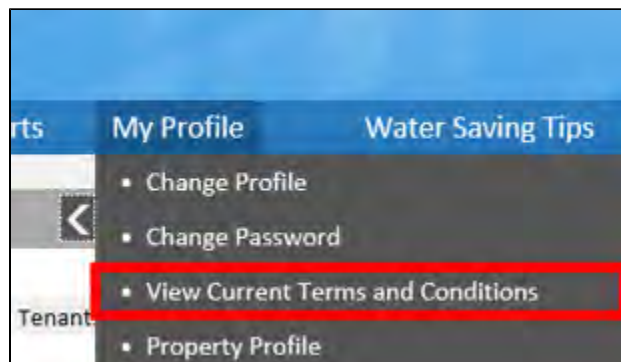 rts My Profile Water Saving Tips
• Change Profile
• Change Password
• View Current Terms and Conditions
Tenant
• Property Profile